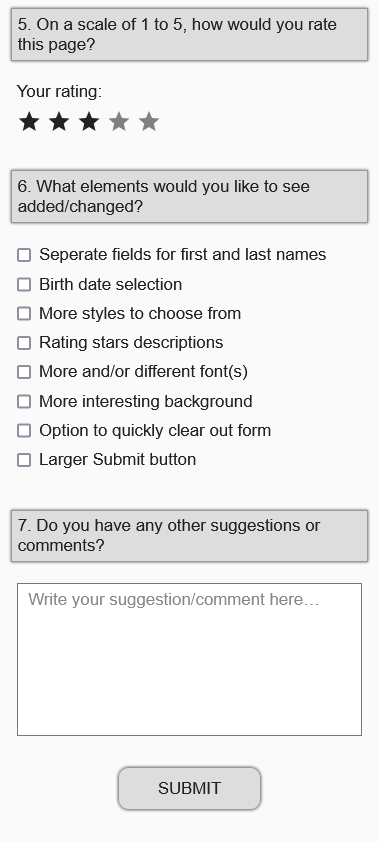 5. On a scale of 1 to 5, how would you rate
this page?
Your rating:
6. What elements would you like to see
added/changed?
Seperate fields for first and last names
Birth date selection
More styles to choose from
Rating stars descriptions
More and/or different font(s)
More interesting background
Option to quickly clear out form
Larger Submit button
7. Do you have any other suggestions or
comments?
Write your suggestion/comment here…
SUBMIT